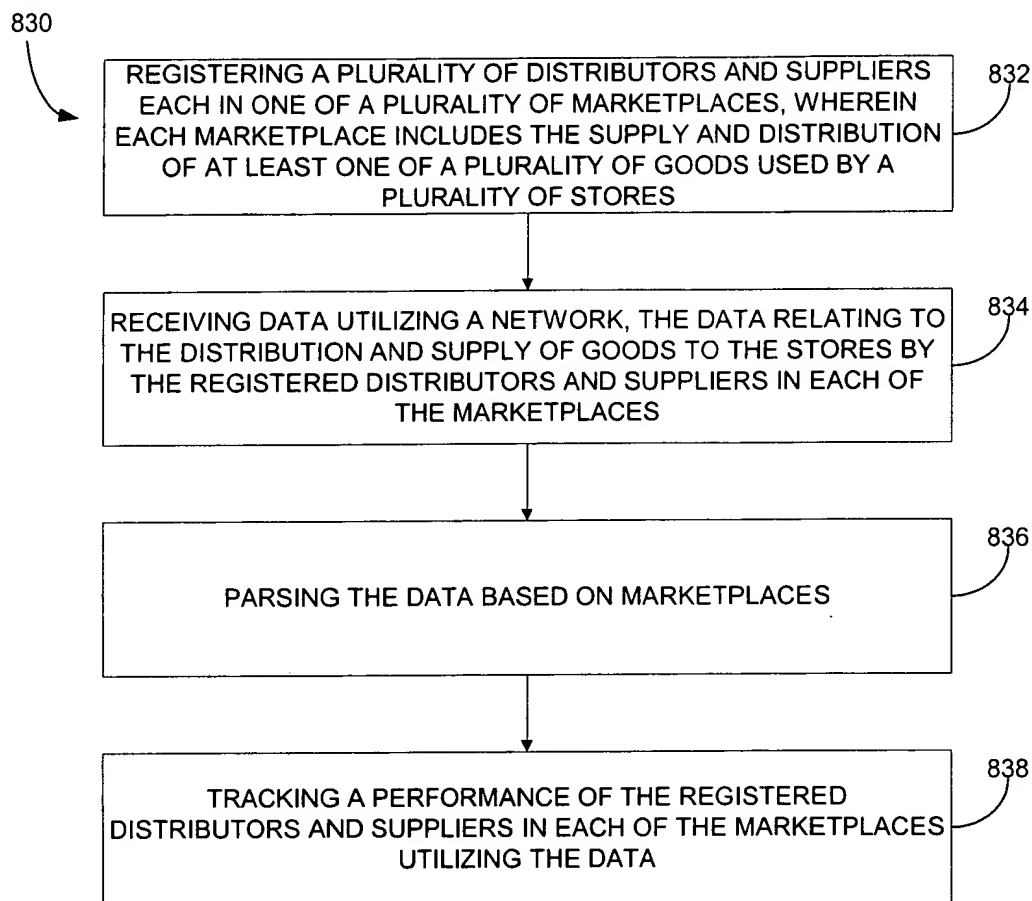 830
REGISTERING A PLURALITY OF DISTRIBUTORS AND SUPPLIERS
EACH IN ONE OF A PLURALITY OF MARKETPLACES, WHEREIN
EACH MARKETPLACE INCLUDES THE SUPPLY AND DISTRIBUTION
OF AT LEAST ONE OF A PLURALITY OF GOODS USED BY A
PLURALITY OF STORES
832
RECEIVING DATA UTILIZING A NETWORK, THE DATA RELATING TO
THE DISTRIBUTION AND SUPPLY OF GOODS TO THE STORES BY
THE REGISTERED DISTRIBUTORS AND SUPPLIERS IN EACH OF
THE MARKETPLACES
834
PARSING THE DATA BASED ON MARKETPLACES
836
TRACKING A PERFORMANCE OF THE REGISTERED
DISTRIBUTORS AND SUPPLIERS IN EACH OF THE MARKETPLACES
UTILIZING THE DATA
838